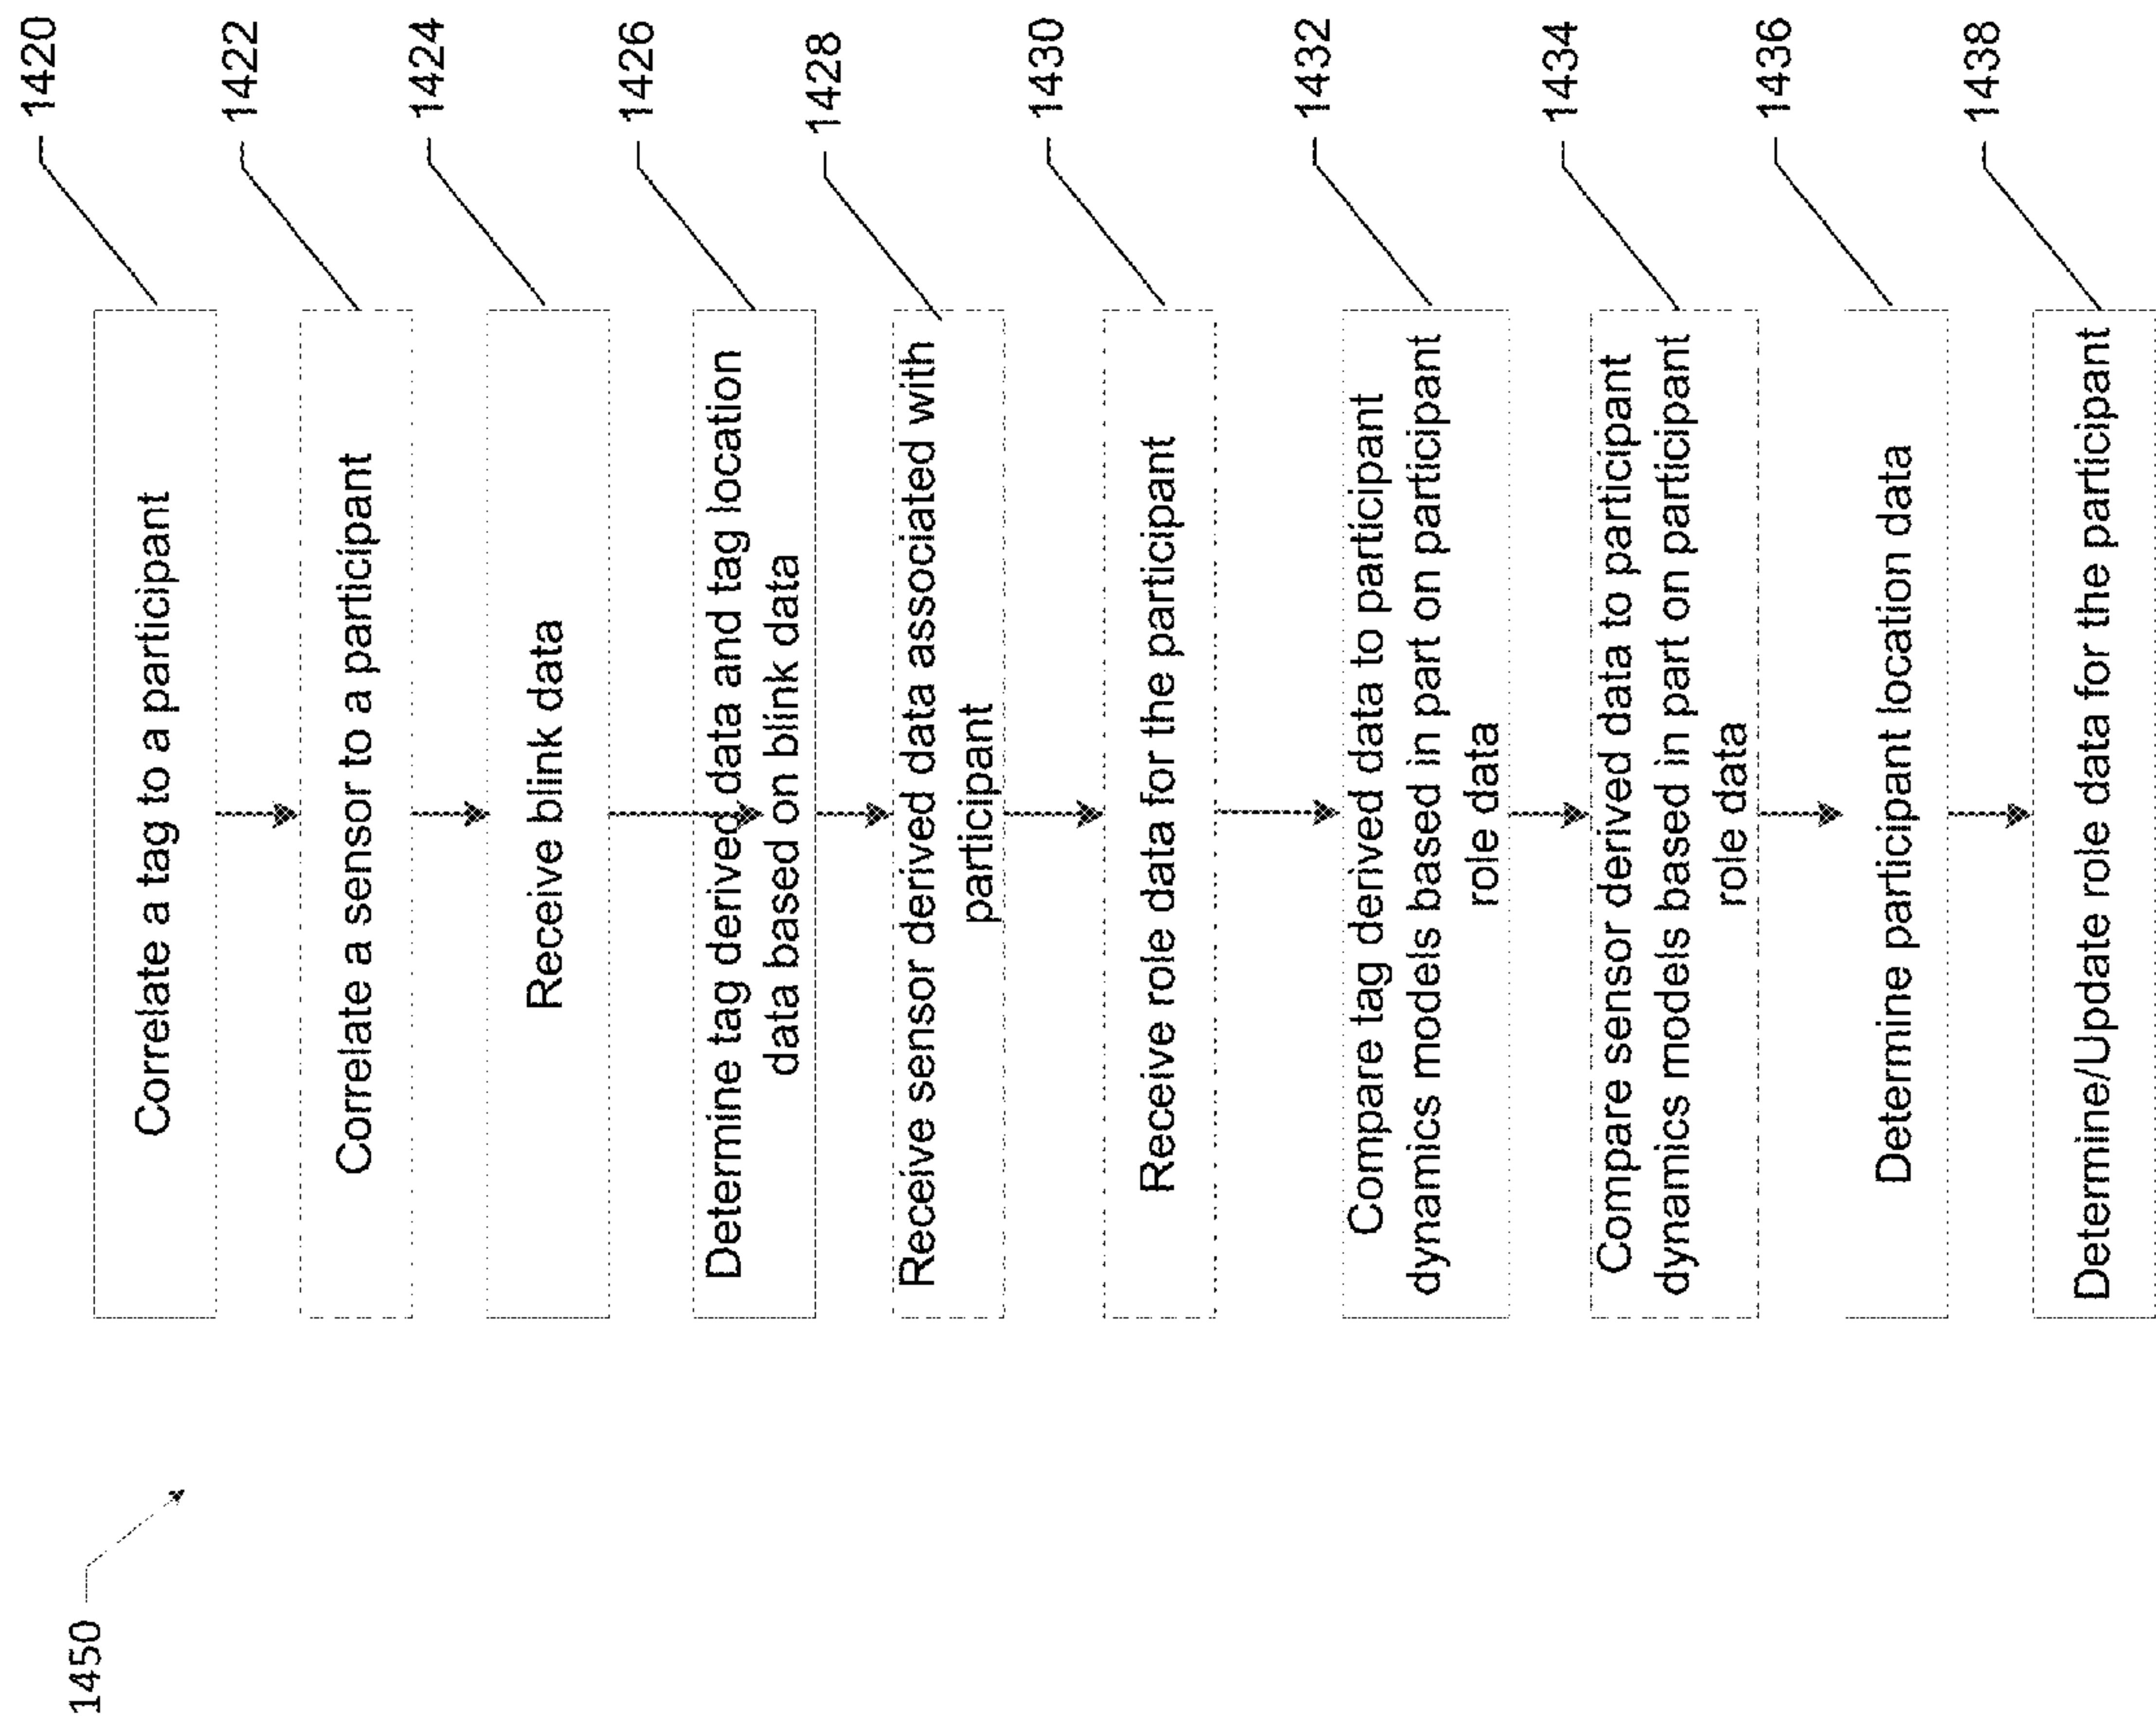 1450
Correlate a tag to a participant
1420
Correlate a sensor to a participant
1422
Receive blink data
1424
Determine tag derived data and tag location
data based on blink data
1426
Receive sensor derived data associated with
participant
1428
Receive role data for the participant
1430
Compare tag derived data to participant
dynamics models based in part on participant
role data
1432
Compare sensor derived data to participant
dynamics models based in part on participant
role data
1434
Determine participant location data
1436
Determine/Update role data for the participant
1438